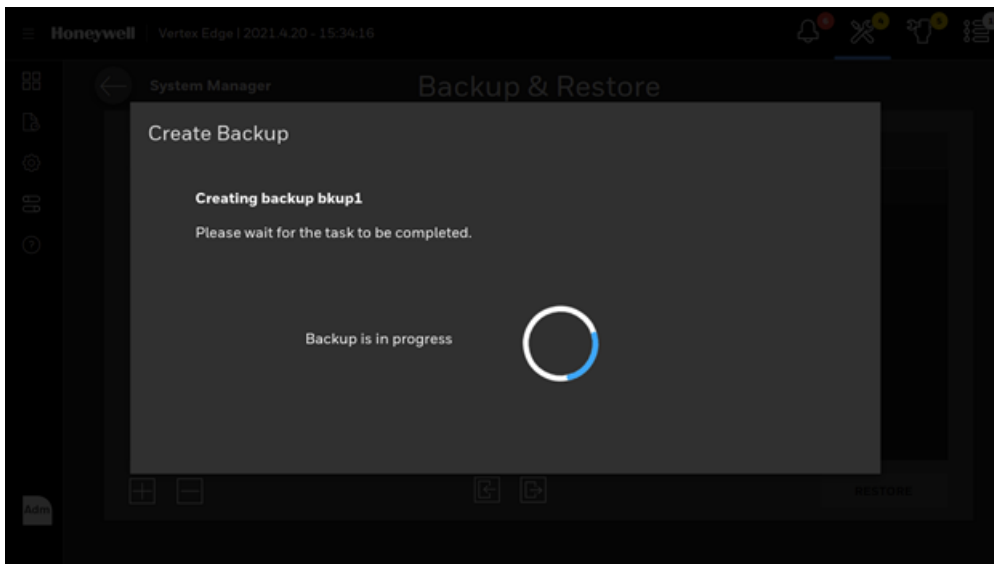 Honeywell | Vertex Edge | 2021.4.20 - 15:34:16
System Manager
Backup & Restore
Create Backup
Creating backup bkup1
Please wait for the task to be completed.
Backup is in progress
RESTORE
Adm